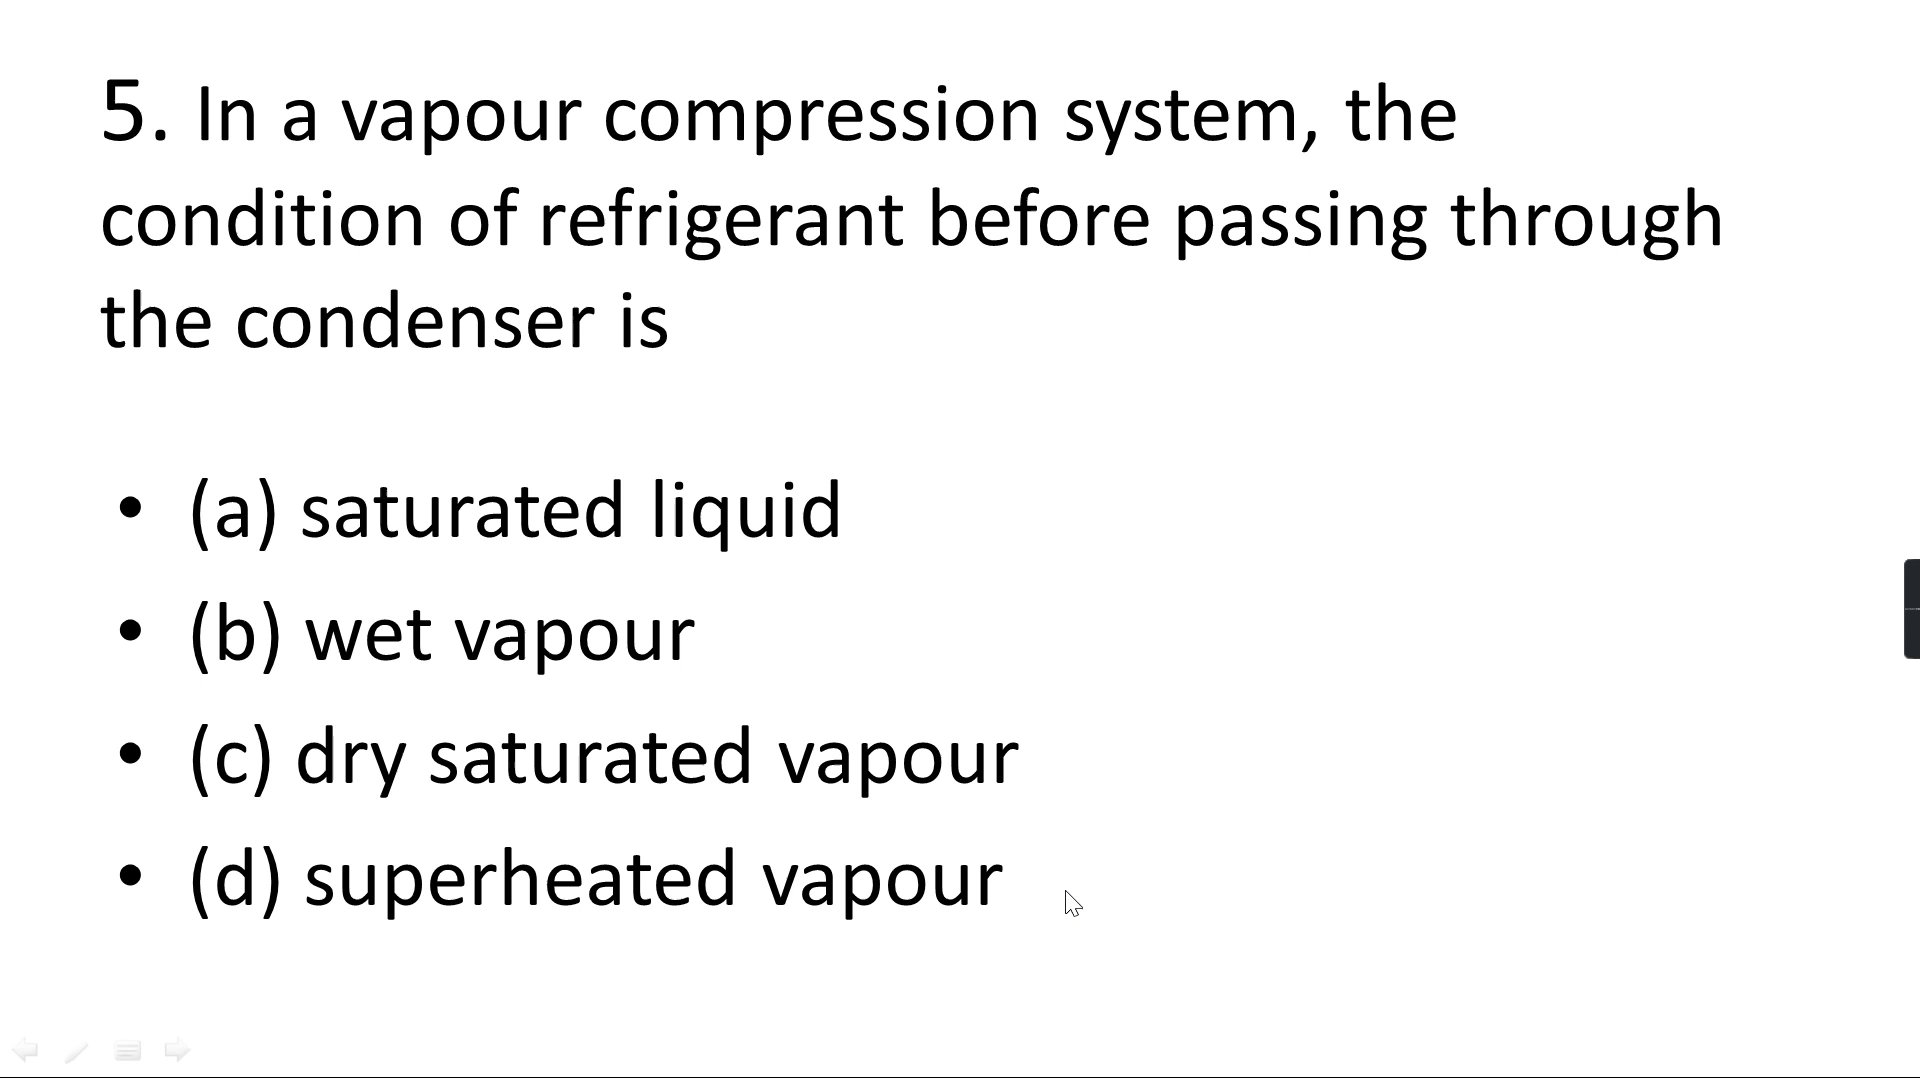 5. In a vapour compression system, the
condition of refrigerant before passing through
the condenser is
• (a) saturated liquid
• (b) wet vapour
• (c) dry saturated vapour
• (d) superheated vapour